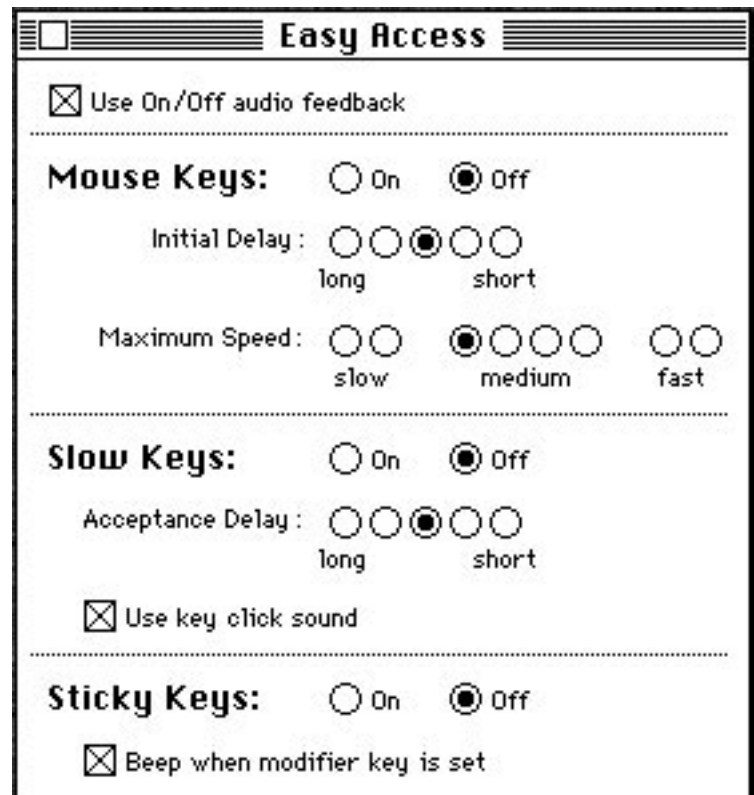 Easy Access
Use On/Off audio feedback
Mouse Keys: On Off
Initial Delay :
long short
Maximum Speed :
slow medium fast
Slow Keys: On Off
Acceptance Delay :
long short
Use key click sound
Sticky Keys: On Off
Beep when modifier key is set